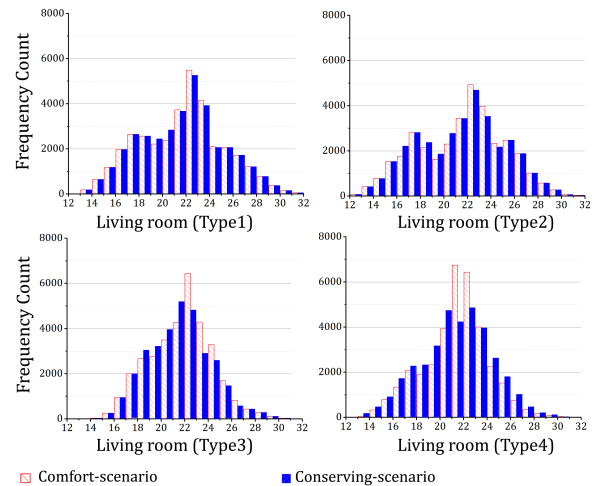 8000
6000
4000
2000
0
Frequency Count
12 14 16 18 20 22 24 26 28 30 32
Living room (Type1)
8000
6000
4000
2000
0
12 14 16 18 20 22 24 26 28 30 32
Living room (Type2)
8000
6000
4000
2000
0
Frequency Count
12 14 16 18 20 22 24 26 28 30 32
Living room (Type3)
8000
6000
4000
2000
0
12 14 16 18 20 22 24 26 28 30 32
Living room (Type4)
Comfort-scenario
Conserving-scenario